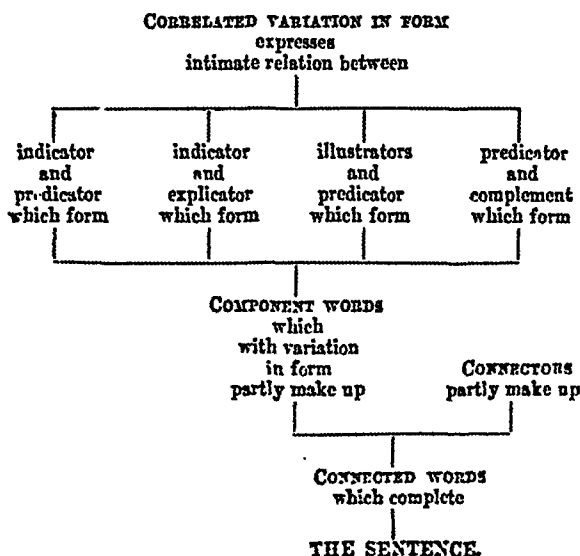 CORRELATED VARIATION IN FORM
expresses
intimate relation between
indicator
and
predicator
which form
indicator
and
explicator
which form
illustrators
and
predicator
which form
predicator
and
complement
which form
COMPONENT WORDS
which
with variation
in form
partly make up
CONNECTORS
partly make up
CONNECTED WORDS
which complete
THE SENTENCE.